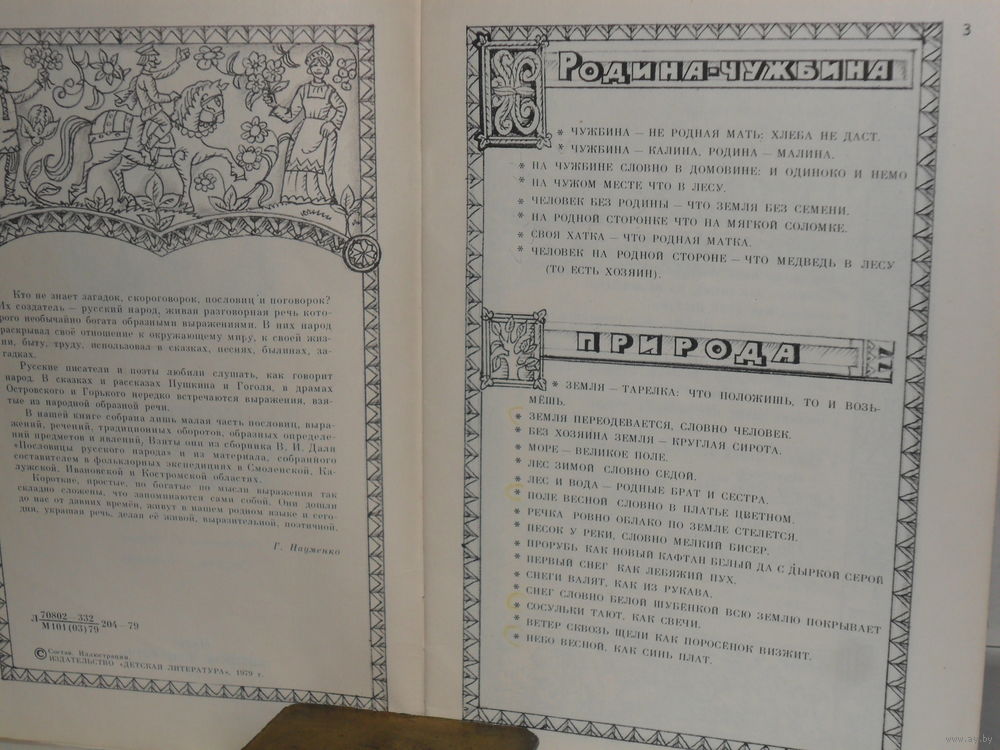 Кто не знает загадок, скороговорок, пословиц и поговорок?
Их создатель — русский народ, живая разговорная речь кото-
рого необычайно богата образными выражениями. В них народ
раскрывал своё отношение к окружающему миру, к своей жиз-
ни, быту, труду, использовал в сказках, песнях, былинах, за-
гадках.
Русские писатели и поэты любили слушать, как говорит
народ. В сказках и рассказах Пушкина и Гоголя, в драмах
Островского и Горького нередко встречаются выражения, взя-
тые из народной образной речи.
В нашей книге собрана лишь малая часть пословиц, выра-
жений, речений, традиционных оборотов, образных определе-
ний предметов и явлений. Взяты они из сборника В. И. Даля
«Пословицы русского народа» и из материала, собранного
составителем в фольклорных экспедициях в Смоленской, Ка-
лужской, Ивановской и Костромской областях.
Короткие, простые, но богатые по мысли выражения так
складно сложены, что запоминаются сами собой. Они дошли
до нас от давних времён, живут в нашем родном языке и сего-
дня, украшая речь, делая её живой, выразительной, поэтичной.
Г. Науменко
Л 70802—332
М101(03)79 204—79
© Состав. Иллюстрации.
ИЗДАТЕЛЬСТВО «ДЕТСКАЯ ЛИТЕРАТУРА», 1979 г.
3
РОДИНА-ЧУЖБИНА
* ЧУЖБИНА — НЕ РОДНАЯ МАТЬ: ХЛЕБА НЕ ДАСТ.
* ЧУЖБИНА — КАЛИНА, РОДИНА — МАЛИНА.
* НА ЧУЖБИНЕ СЛОВНО В ДОМОВИНЕ: И ОДИНОКО И НЕМО
* НА ЧУЖОМ МЕСТЕ ЧТО В ЛЕСУ.
* ЧЕЛОВЕК БЕЗ РОДИНЫ — ЧТО ЗЕМЛЯ БЕЗ СЕМЕНИ.
* НА РОДНОЙ СТОРОНКЕ ЧТО НА МЯГКОЙ СОЛОМКЕ.
* СВОЯ ХАТКА — ЧТО РОДНАЯ МАТКА.
* ЧЕЛОВЕК НА РОДНОЙ СТОРОНЕ — ЧТО МЕДВЕДЬ В ЛЕСУ
(ТО ЕСТЬ ХОЗЯИН).
ПРИРОДА
* ЗЕМЛЯ — ТАРЕЛКА: ЧТО ПОЛОЖИШЬ, ТО И ВОЗЬ-
МЁШЬ.
* ЗЕМЛЯ ПЕРЕОДЕВАЕТСЯ, СЛОВНО ЧЕЛОВЕК.
* БЕЗ ХОЗЯИНА ЗЕМЛЯ — КРУГЛАЯ СИРОТА.
* МОРЕ — ВЕЛИКОЕ ПОЛЕ.
* ЛЕС ЗИМОЙ СЛОВНО СЕДОЙ.
* ЛЕС И ВОДА — РОДНЫЕ БРАТ И СЕСТРА.
* ПОЛЕ ВЕСНОЙ СЛОВНО В ПЛАТЬЕ ЦВЕТНОМ.
* РЕЧКА РОВНО ОБЛАКО ПО ЗЕМЛЕ СТЕЛЕТСЯ.
* ПЕСОК У РЕКИ, СЛОВНО МЕЛКИЙ БИСЕР.
* ПРОРУБЬ КАК НОВЫЙ КАФТАН БЕЛЫЙ ДА С ДЫРКОЙ СЕРОЙ
* ПЕРВЫЙ СНЕГ КАК ЛЕБЯЖИЙ ПУХ.
* СНЕГИ ВАЛЯТ, КАК ИЗ РУКАВА.
* СНЕГ СЛОВНО БЕЛОЙ ШУБЁНКОЙ ВСЮ ЗЕМЛЮ ПОКРЫВАЕТ
* СОСУЛЬКИ ТАЮТ, КАК СВЕЧИ.
* ВЕТЕР СКВОЗЬ ЩЕЛИ КАК ПОРОСЁНОК ВИЗЖИТ.
* НЕБО ВЕСНОЙ, КАК СИНЬ ПЛАТ.
www.ay.by